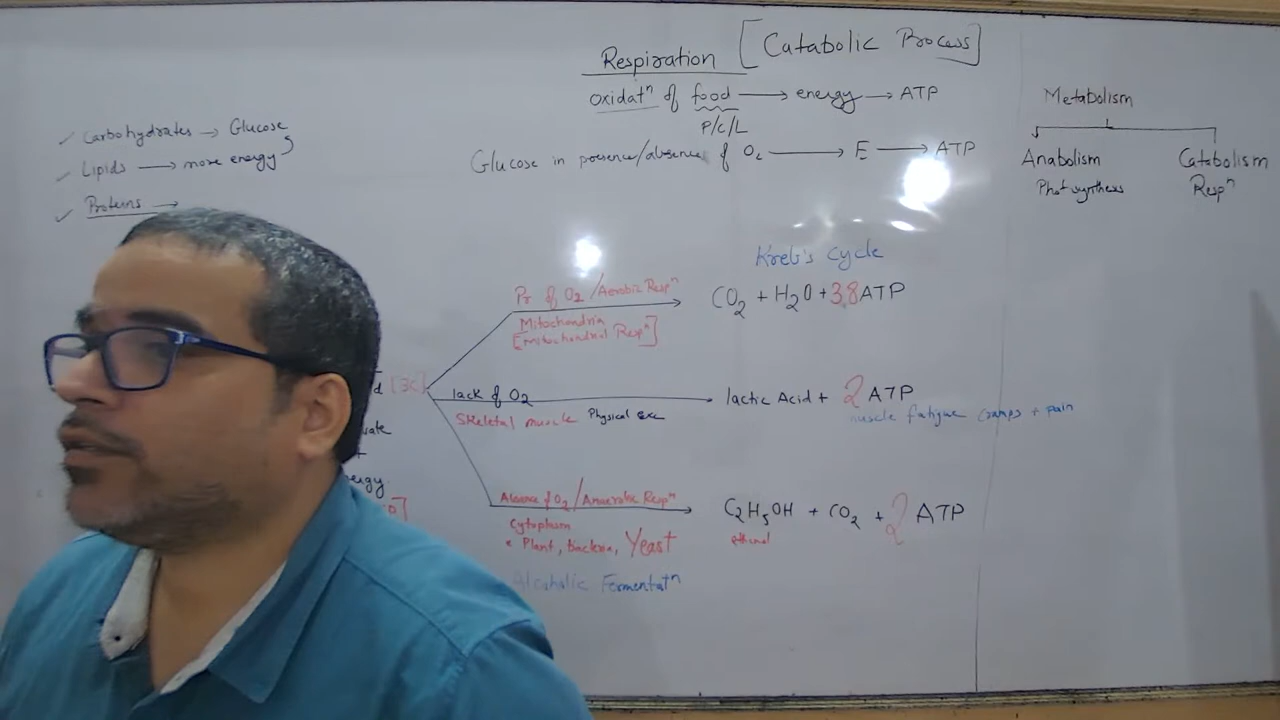 Respiration [Catabolic Process]
Oxidatⁿ of food → energy → ATP
P/C/L
Glucose in presence/absence of O₂ → E → ATP
Metabolism
Anabolism
Catabolism
Photosynthesis
Respⁿ
✓ Carbohydrates → Glucose
✓ Lipids → more energy
✓ Proteins →
Kreb's Cycle
Pr of O₂/Aerobic Respⁿ
CO₂ + H₂O + 38 ATP
Mitochondria
[Mitochondrial Respⁿ]
[3C]
lack of O₂
lactic Acid + 2 ATP
Skeletal muscle Physical exc
muscle fatigue cramps + pain
Absence of O₂/Anaerobic Respⁿ
C₂H₅OH + CO₂ + 2 ATP
ethanol
Cytoplasm
• Plant, bacteria, Yeast
Alcoholic Fermentatⁿ